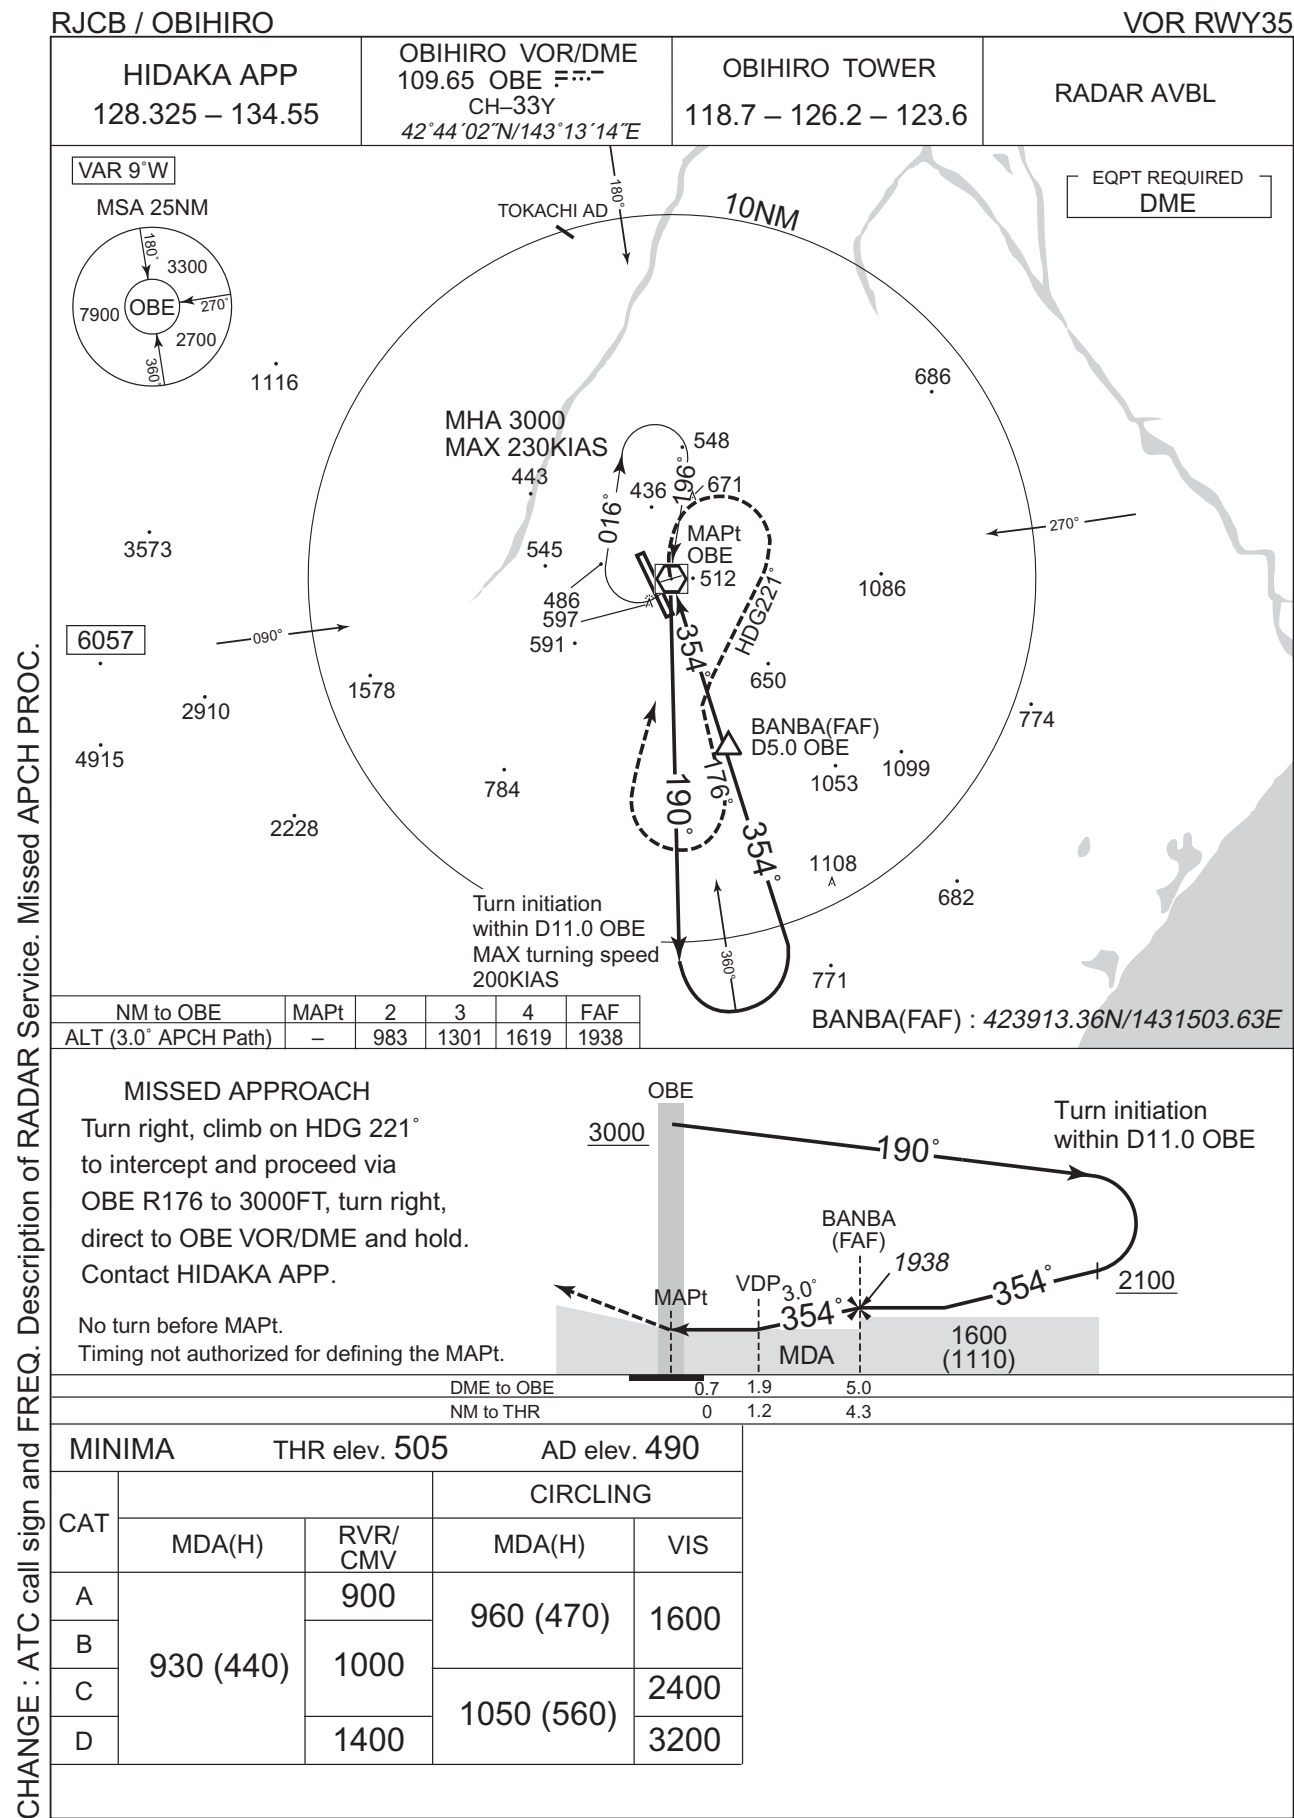 RJCB / OBIHIRO
VOR RWY35
HIDAKA APP
128.325 – 134.55
OBIHIRO VOR/DME
109.65 OBE
CH–33Y
42°44´02˝N/143°13´14˝E
OBIHIRO TOWER
118.7 – 126.2 – 123.6
RADAR AVBL
VAR 9°W
MSA 25NM
180°
3300
7900
OBE
270°
2700
360°
EQPT REQUIRED
DME
TOKACHI AD
180°
10NM
1116
686
MHA 3000
MAX 230KIAS
548
443
436
196°
671
016°
MAPt
OBE
270°
3573
545
512
1086
486
597
HDG221°
591
6057
090°
354°
650
1578
2910
774
BANBA(FAF)
D5.0 OBE
4915
1099
1053
784
190°
176°
2228
354°
1108
682
Turn initiation
within D11.0 OBE
MAX turning speed
200KIAS
360°
771
NM to OBE MAPt 2 3 4 FAF
ALT (3.0° APCH Path) – 983 1301 1619 1938
BANBA(FAF) : 423913.36N/1431503.63E
MISSED APPROACH
Turn right, climb on HDG 221°
to intercept and proceed via
OBE R176 to 3000FT, turn right,
direct to OBE VOR/DME and hold.
Contact HIDAKA APP.
No turn before MAPt.
Timing not authorized for defining the MAPt.
OBE
3000
190°
Turn initiation
within D11.0 OBE
BANBA
(FAF)
1938
MAPt
VDP
3.0°
354°
354°
2100
MDA
1600
(1110)
DME to OBE 0.7 1.9 5.0
NM to THR 0 1.2 4.3
MINIMA THR elev. 505 AD elev. 490
CAT
CIRCLING
MDA(H)
RVR/
CMV
MDA(H)
VIS
A
900
960 (470)
1600
B
930 (440)
1000
C
1050 (560)
2400
D
1400
3200
CHANGE : ATC call sign and FREQ. Description of RADAR Service. Missed APCH PROC.